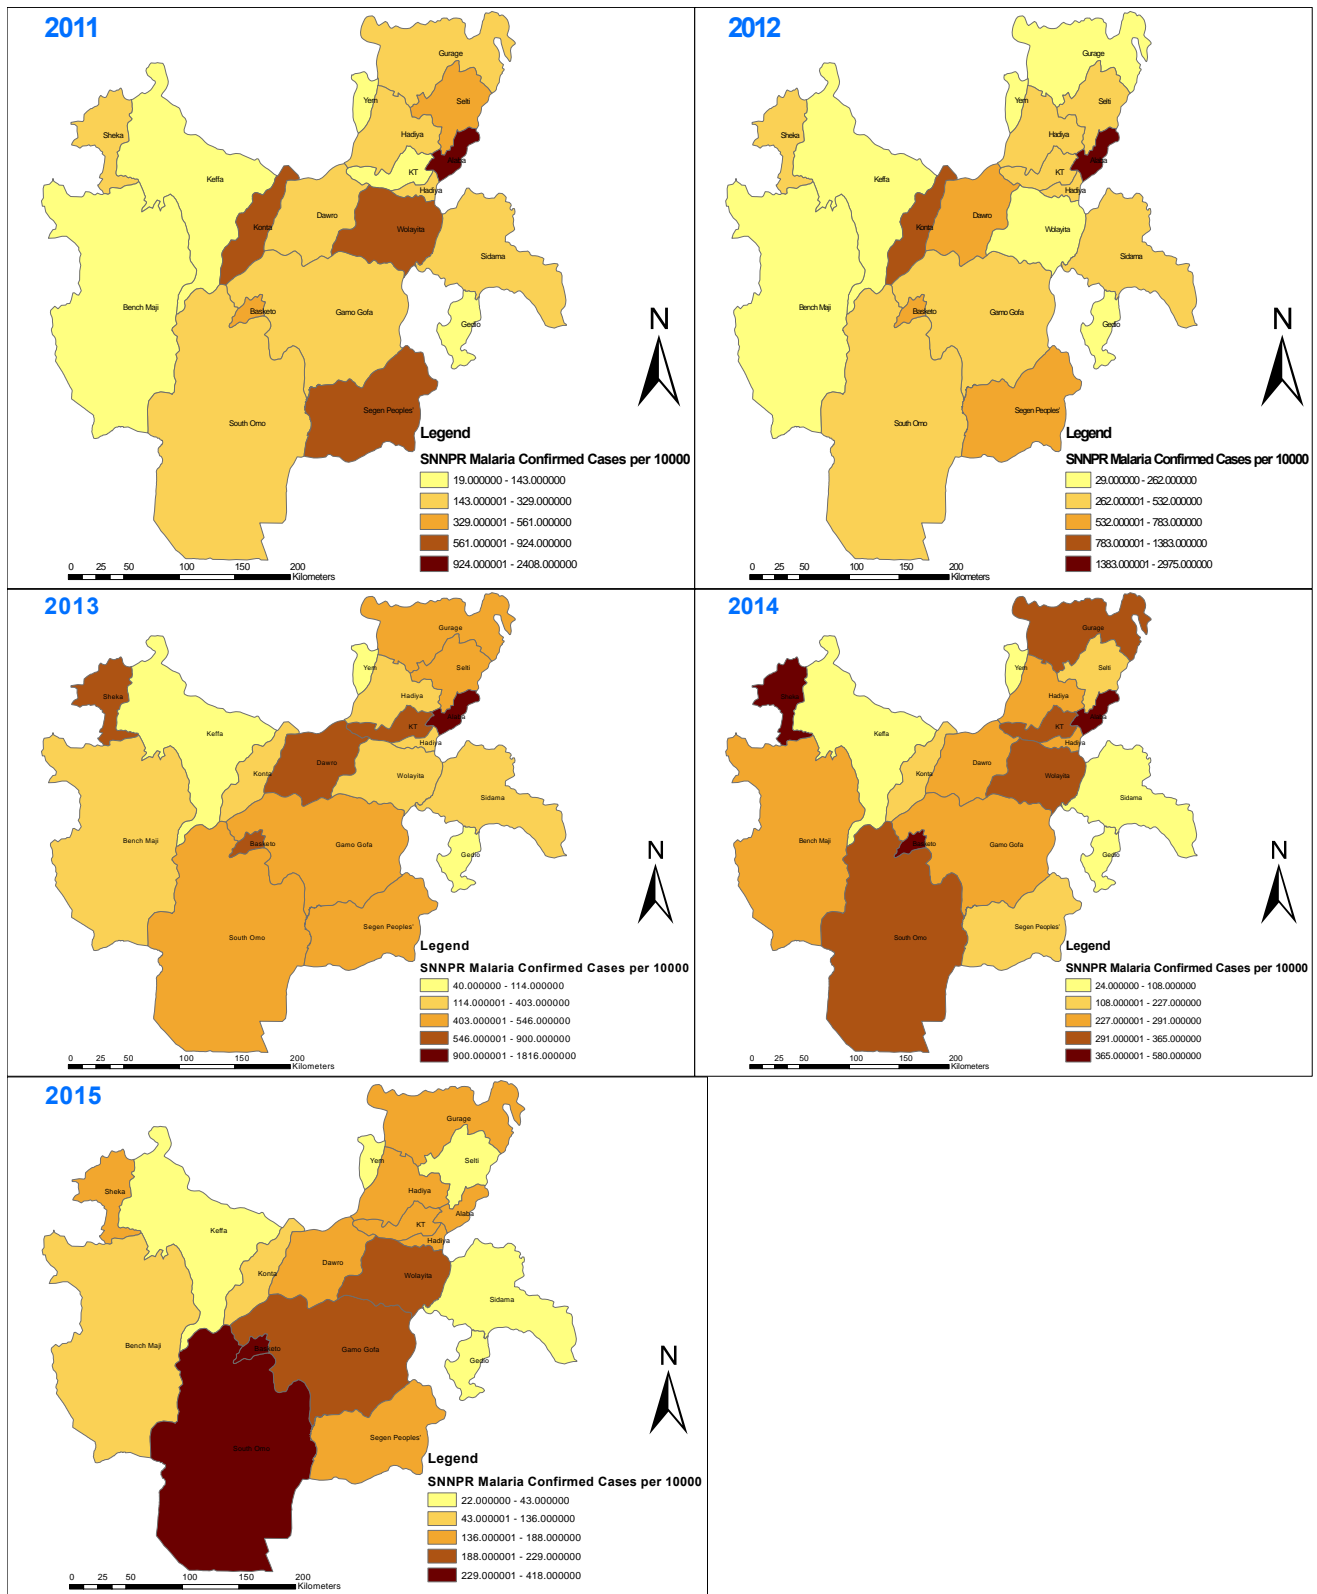 2011
Gurage
Yem
Selti
Sheka
Hadiya
Alaba
KT
Keffa
Hadiya
Dawro
Konta
Wolayita
Sidama
Bench Maji
Basketo
Gamo Gofa
Gedio
N
South Omo
Segen Peoples'
Legend
SNNPR Malaria Confirmed Cases per 10000
19.000000 - 143.000000
143.000001 - 329.000000
329.000001 - 561.000000
561.000001 - 924.000000
924.000001 - 2408.000000
0 25 50 100 150 200
Kilometers
2012
Gurage
Yem
Selti
Sheka
Hadiya
Alaba
KT
Keffa
Hadiya
Dawro
Konta
Wolayita
Sidama
Bench Maji
Basketo
Gamo Gofa
Gedio
N
South Omo
Segen Peoples'
Legend
SNNPR Malaria Confirmed Cases per 10000
29.000000 - 262.000000
262.000001 - 532.000000
532.000001 - 783.000000
783.000001 - 1383.000000
1383.000001 - 2975.000000
0 25 50 100 150 200
Kilometers
2013
Gurage
Yem
Selti
Sheka
Hadiya
Alaba
KT
Keffa
Hadiya
Dawro
Konta
Wolayita
Sidama
Bench Maji
Basketo
Gamo Gofa
Gedio
N
South Omo
Segen Peoples'
Legend
SNNPR Malaria Confirmed Cases per 10000
40.000000 - 114.000000
114.000001 - 403.000000
403.000001 - 546.000000
546.000001 - 900.000000
900.000001 - 1816.000000
0 25 50 100 150 200
Kilometers
2014
Gurage
Yem
Selti
Sheka
Hadiya
Alaba
KT
Keffa
Hadiya
Dawro
Konta
Wolayita
Sidama
Bench Maji
Basketo
Gamo Gofa
Gedio
N
South Omo
Segen Peoples'
Legend
SNNPR Malaria Confirmed Cases per 10000
24.000000 - 108.000000
108.000001 - 227.000000
227.000001 - 291.000000
291.000001 - 365.000000
365.000001 - 580.000000
0 25 50 100 150 200
Kilometers
2015
Gurage
Yem
Selti
Sheka
Hadiya
Alaba
KT
Keffa
Hadiya
Dawro
Konta
Wolayita
Sidama
Bench Maji
Basketo
Gamo Gofa
Gedio
N
South Omo
Segen Peoples'
Legend
SNNPR Malaria Confirmed Cases per 10000
22.000000 - 43.000000
43.000001 - 136.000000
136.000001 - 188.000000
188.000001 - 229.000000
229.000001 - 418.000000
0 25 50 100 150 200
Kilometers